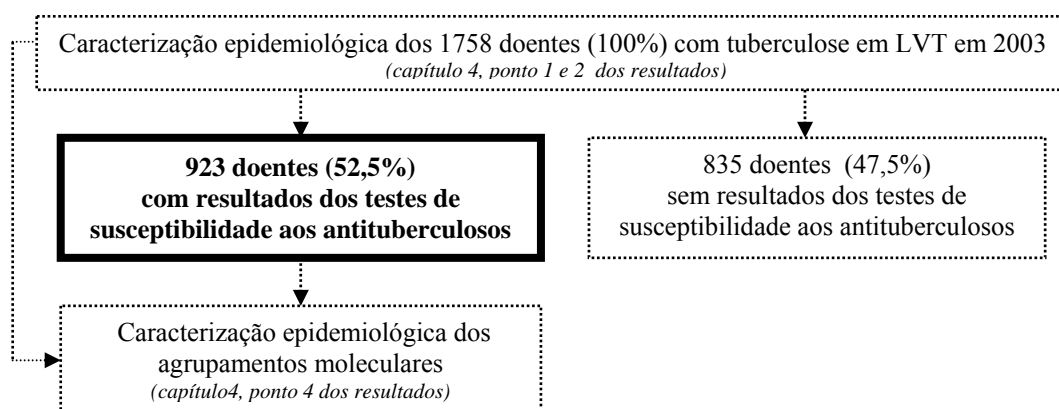 Caracterização epidemiológica dos 1758 doentes (100%) com tuberculose em LVT em 2003
(capítulo 4, ponto 1 e 2 dos resultados)
923 doentes (52,5%)
com resultados dos testes de
susceptibilidade aos antituberculosos
835 doentes (47,5%)
sem resultados dos testes de
susceptibilidade aos antituberculosos
Caracterização epidemiológica dos
agrupamentos moleculares
(capítulo4, ponto 4 dos resultados)